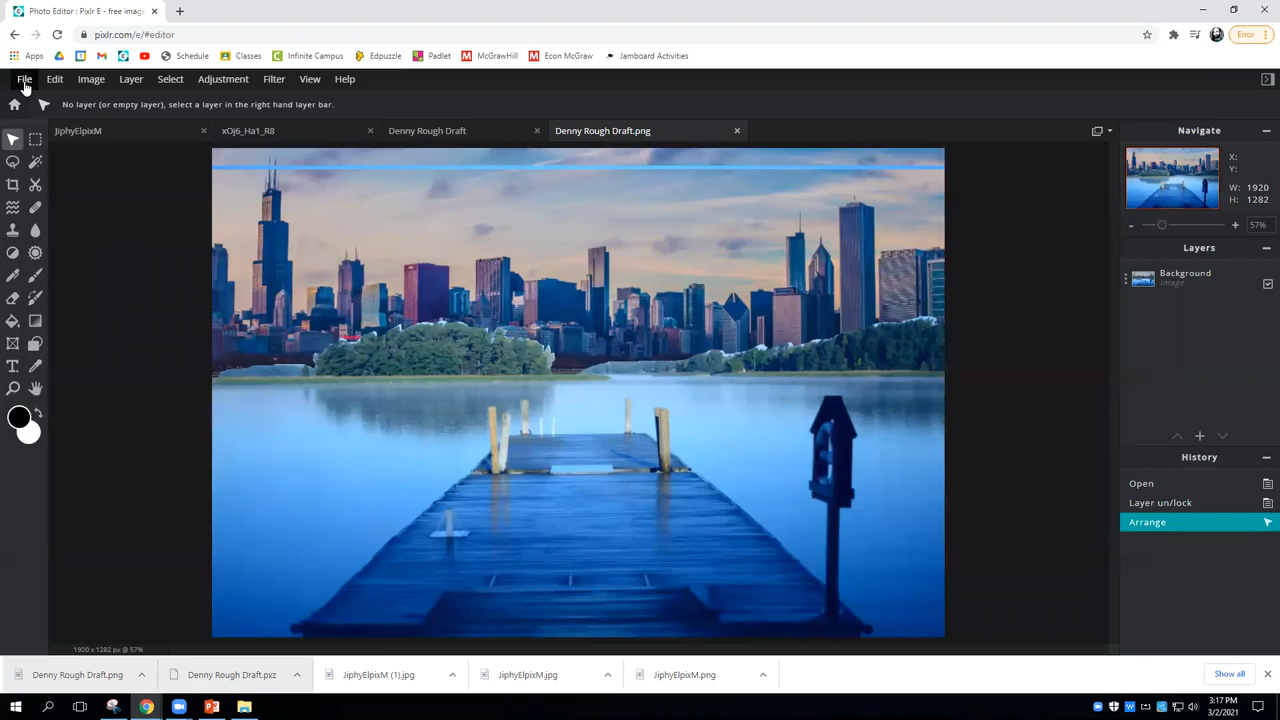 Photo Editor : Pixlr E - free imag
pixlr.com/e/#editor
Error
Apps
Schedule
Classes
Infinite Campus
Edpuzzle
Padlet
McGrawHill
Econ McGraw
Jamboard Activities
File Edit Image Layer Select Adjustment Filter View Help
No layer (or empty layer), select a layer in the right hand layer bar.
JiphyElpixM
xOj6_Ha1_R8
Denny Rough Draft
Denny Rough Draft.png
Navigate
X:
Y:
W: 1920
H: 1282
57%
Layers
Background
Image
History
Open
Layer un/lock
Arrange
1920 x 1282 px @ 57%
Denny Rough Draft.png
Denny Rough Draft.pxz
JiphyElpixM (1).jpg
JiphyElpixM.jpg
JiphyElpixM.png
Show all
3:17 PM
3/2/2021